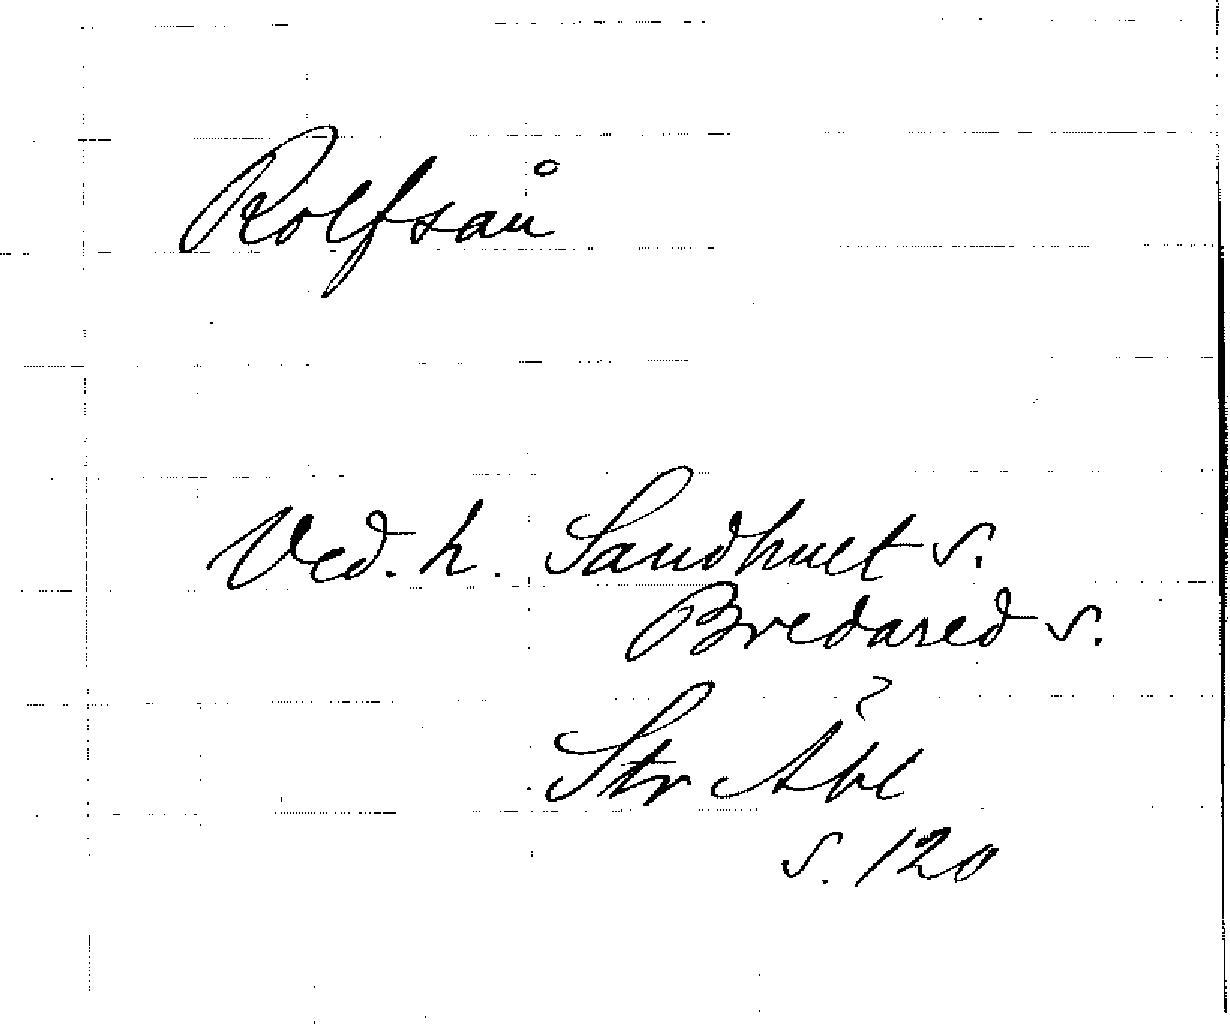 Rolfsån
Ved. h. Sandhult s.
Bredared s.
Str Åbl
s. 120